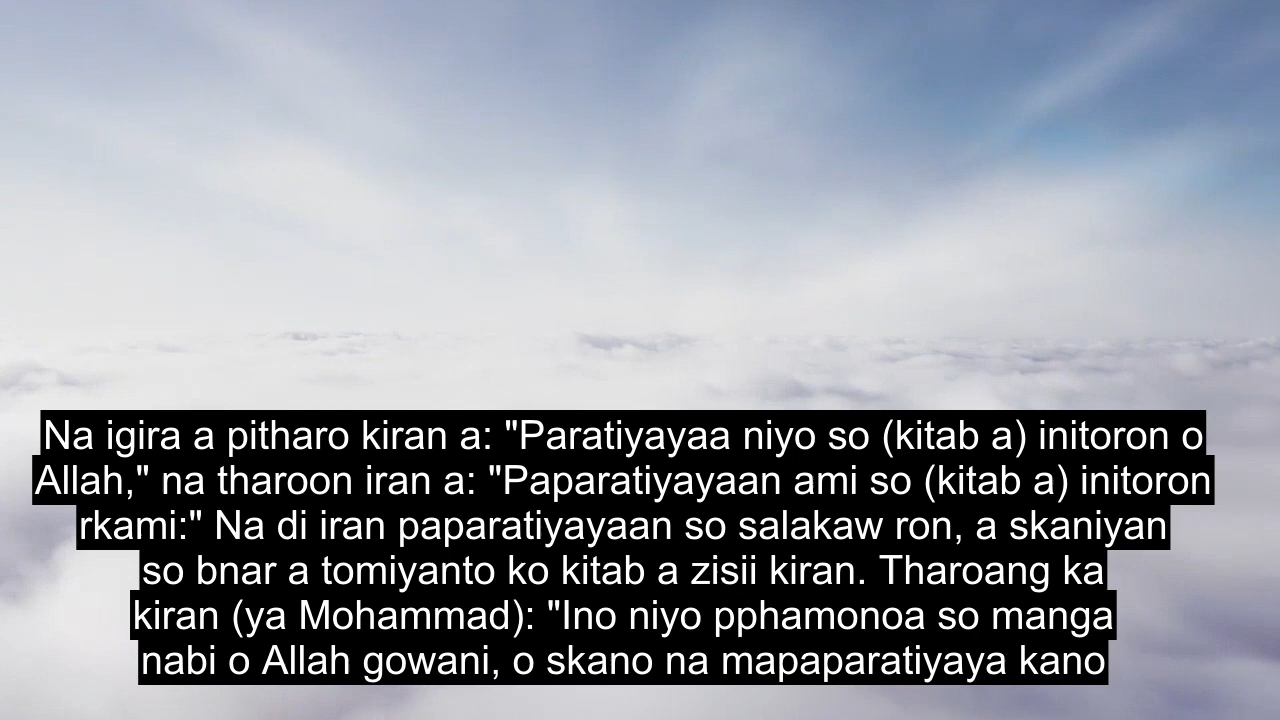 Na igira a pitharo kiran a: "Paratiyayaa niyo so (kitab a) initoron o
Allah," na tharoon iran a: "Paparatiyayaan ami so (kitab a) initoron
rkami:" Na di iran paparatiyayaan so salakaw ron, a skaniyan
so bnar a tomiyanto ko kitab a zisii kiran. Tharoang ka
kiran (ya Mohammad): "Ino niyo pphamonoa so manga
nabi o Allah gowani, o skano na mapaparatiyaya kano